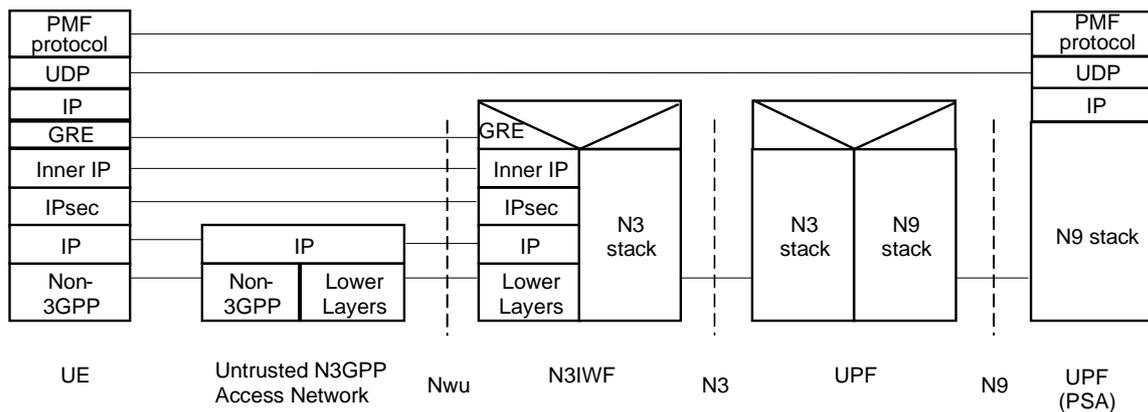 PMF
protocol
UDP
IP
GRE
Inner IP
IPsec
IP
Non-
3GPP
UE
IP
Non-
3GPP
Lower
Layers
Untrusted N3GPP
Access Network
Nwu
GRE
Inner IP
IPsec
IP
Lower
Layers
N3
stack
N3IWF
N3
N3
stack
N9
stack
UPF
N9
PMF
protocol
UDP
IP
N9 stack
UPF
(PSA)